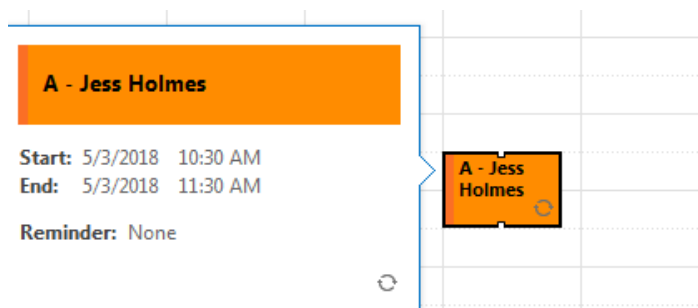 A - Jess Holmes
Start: 5/3/2018 10:30 AM
End: 5/3/2018 11:30 AM
Reminder: None
A - Jess
Holmes